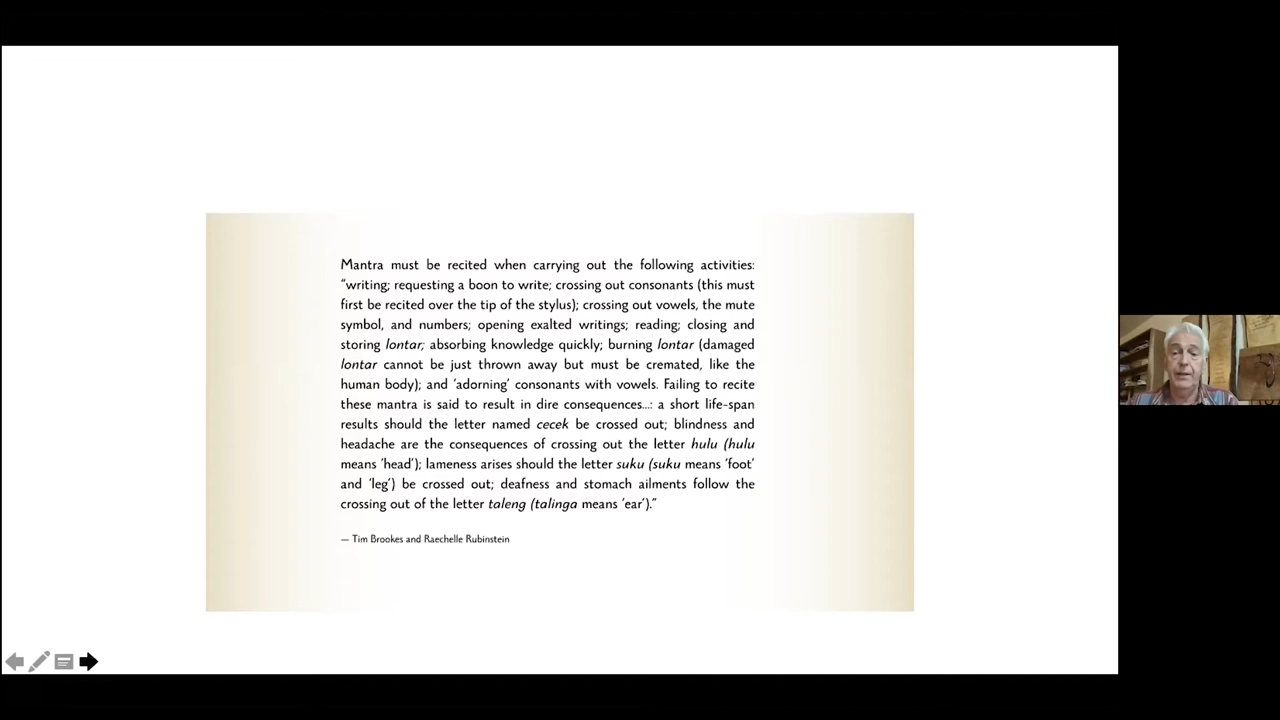 Mantra must be recited when carrying out the following activities:
“writing; requesting a boon to write; crossing out consonants (this must
first be recited over the tip of the stylus); crossing out vowels, the mute
symbol, and numbers; opening exalted writings; reading; closing and
storing lontar; absorbing knowledge quickly; burning lontar (damaged
lontar cannot be just thrown away but must be cremated, like the
human body); and ‘adorning’ consonants with vowels. Failing to recite
these mantra is said to result in dire consequences...: a short life-span
results should the letter named cecek be crossed out; blindness and
headache are the consequences of crossing out the letter hulu (hulu
means ‘head’); lameness arises should the letter suku (suku means ‘foot’
and ‘leg’) be crossed out; deafness and stomach ailments follow the
crossing out of the letter taleng (talinga means ‘ear’).”
— Tim Brookes and Raechelle Rubinstein